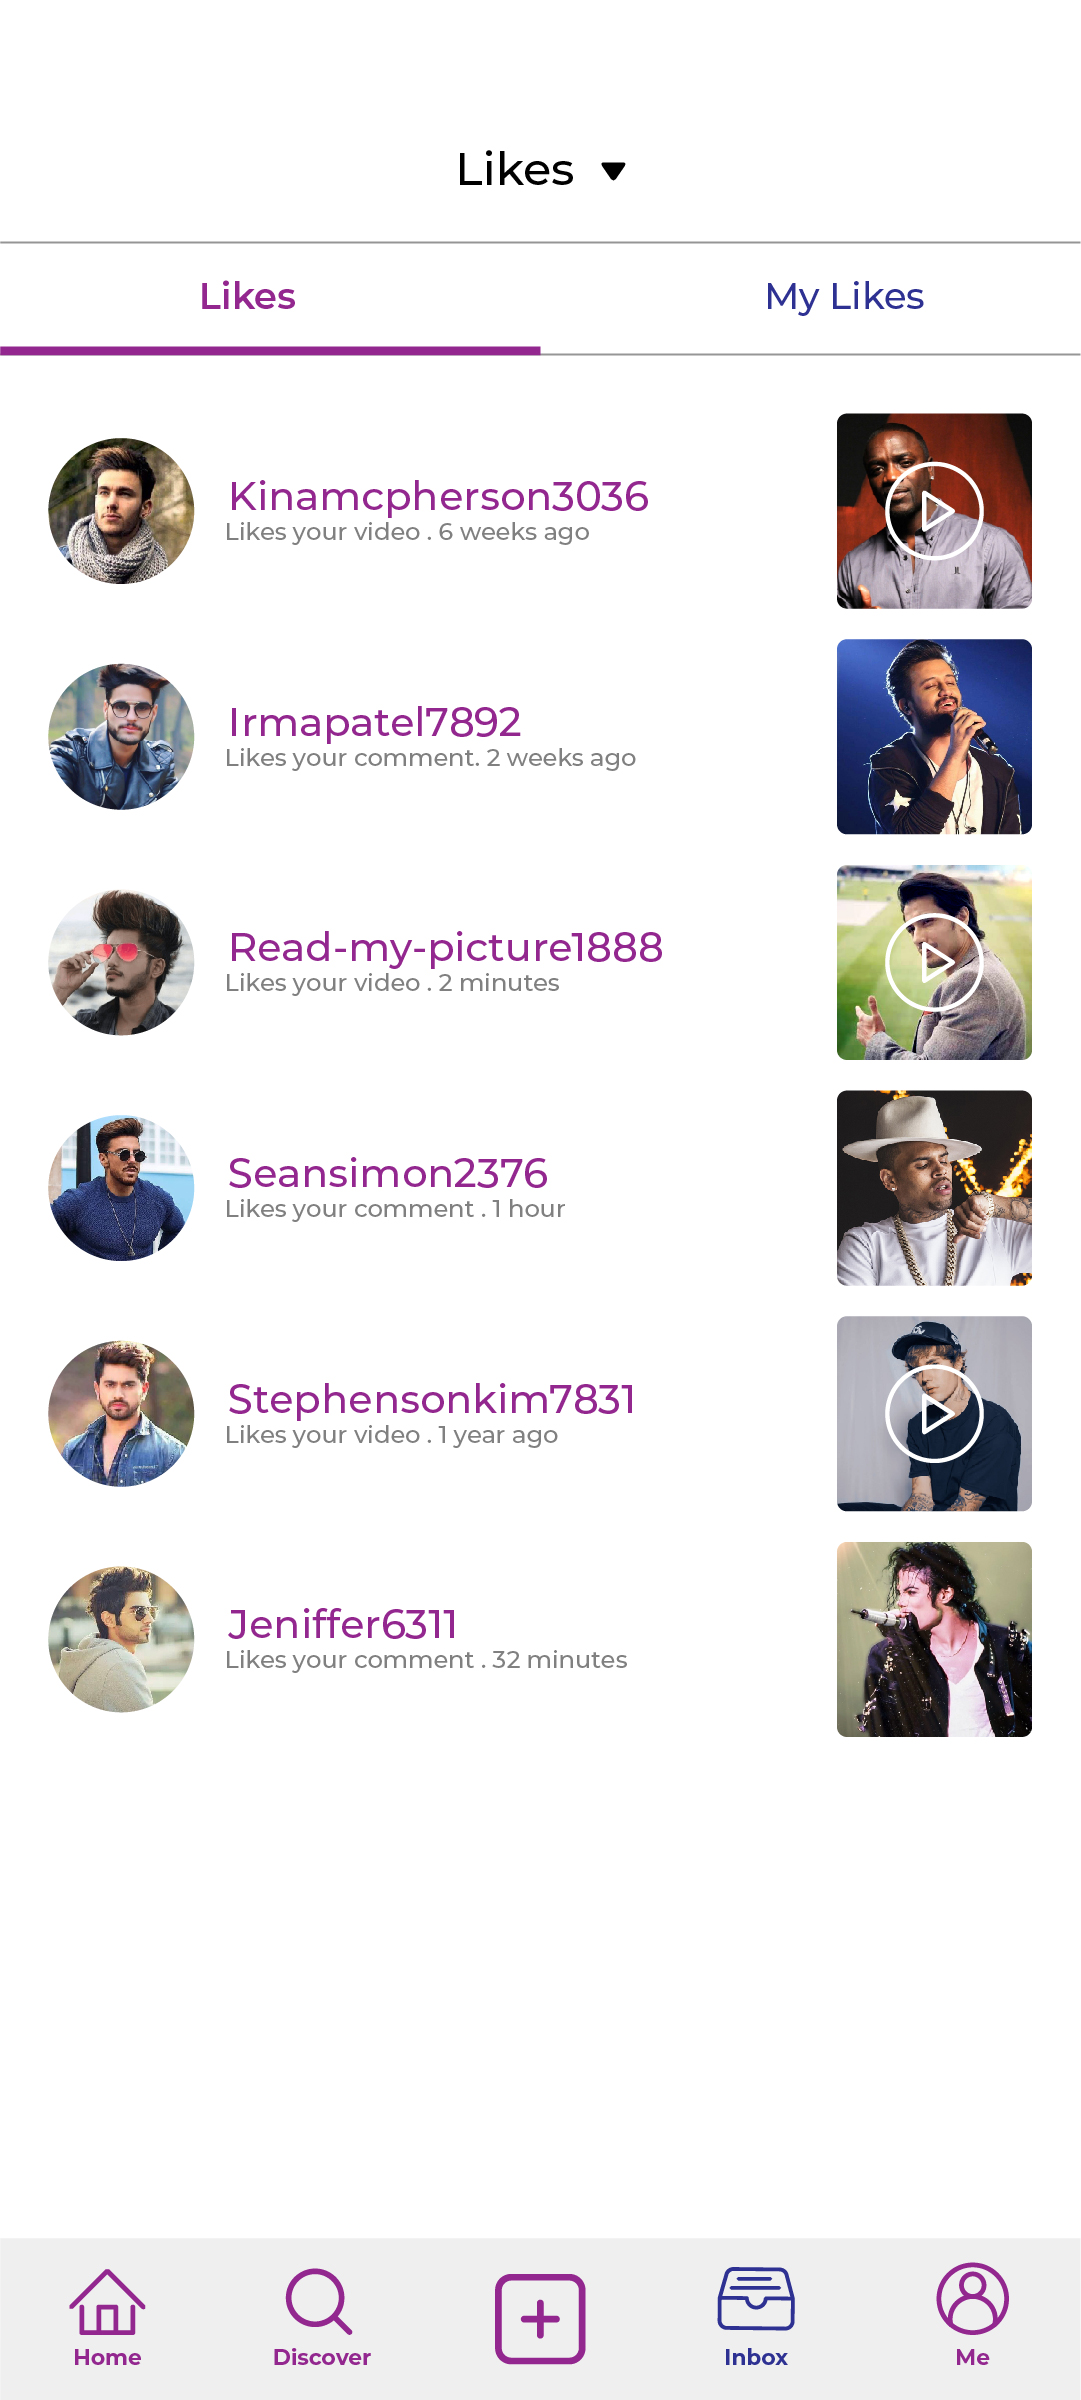 Likes
Likes
My Likes
Kinamcpherson3036
Likes your video . 6 weeks ago
Irmapatel7892
Likes your comment. 2 weeks ago
Read-my-picture1888
Likes your video . 2 minutes
Seansimon2376
Likes your comment . 1 hour
Stephensonkim7831
Likes your video . 1 year ago
Jeniffer6311
Likes your comment . 32 minutes
Home
Discover
Inbox
Me